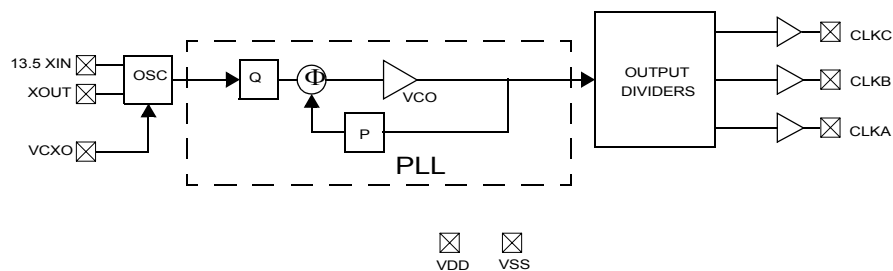 13.5 XIN
XOUT
VCXO
OSC
Q
Φ
VCO
P
PLL
OUTPUT
DIVIDERS
CLKC
CLKB
CLKA
VDD
VSS